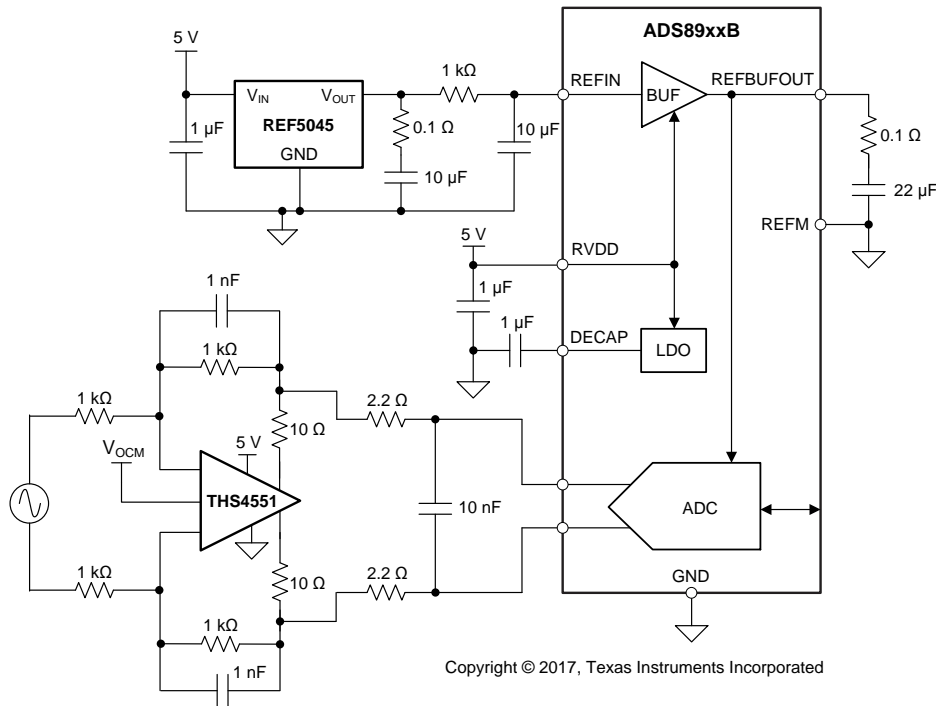 ADS89xxB
5 V
1 kΩ
REFIN
REFBUFOUT
V_IN
V_OUT
BUF
REF5045
1 µF
0.1 Ω
10 µF
GND
10 µF
0.1 Ω
22 µF
REFM
5 V
RVDD
1 nF
1 µF
1 µF
DECAP
LDO
1 kΩ
1 kΩ
2.2 Ω
10 Ω
V_OCM
5 V
THS4551
10 nF
ADC
1 kΩ
10 Ω
2.2 Ω
GND
1 kΩ
1 nF
Copyright © 2017, Texas Instruments Incorporated